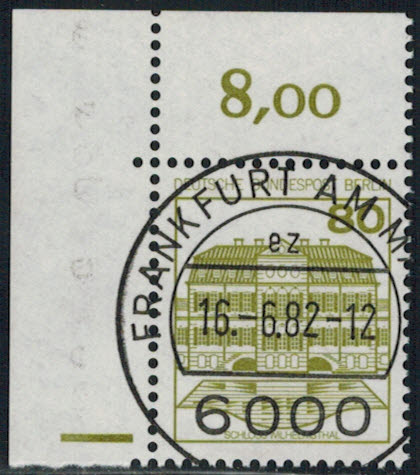 8,00
DEUTSCHE BUNDESPOST BERLIN
80
FRANKFURT AM M
ez
16.-6.82-12
6000
SCHLOSS WILHELMSTHAL